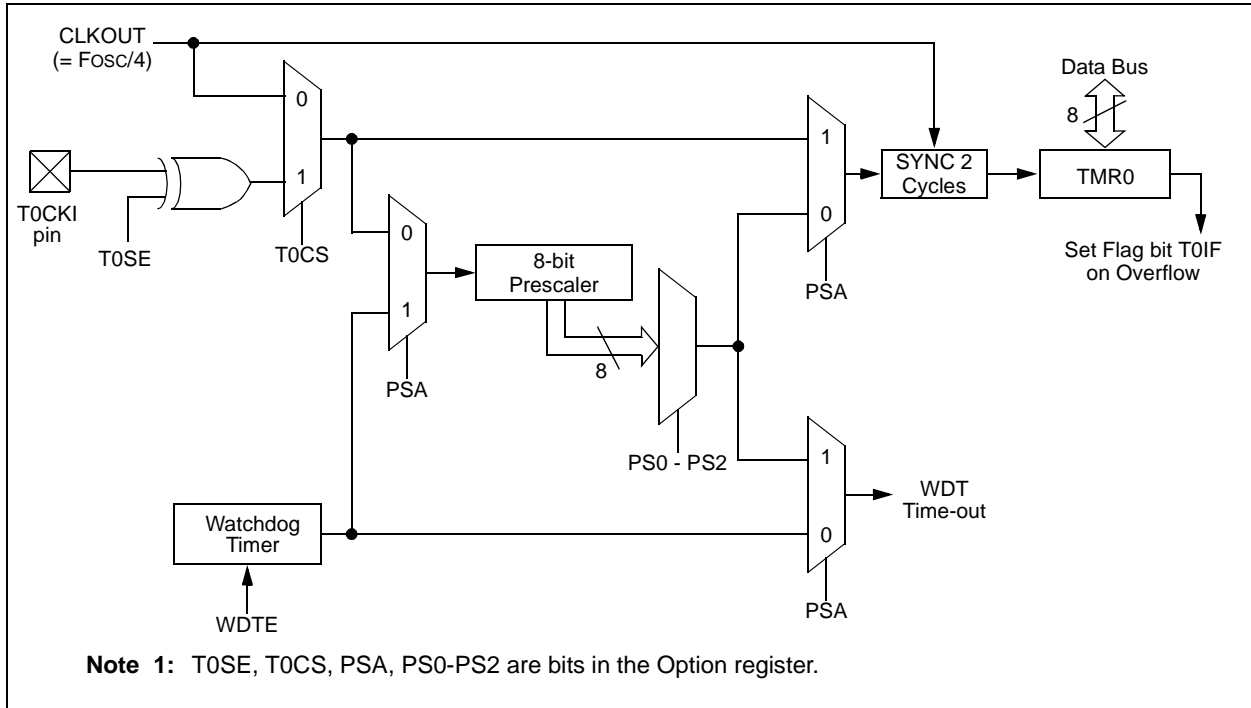 CLKOUT
(= FOSC/4)
Data Bus
8
0
1
1
0
SYNC 2
Cycles
TMR0
T0CKI
pin
T0SE
T0CS
0
1
8-bit
Prescaler
PSA
Set Flag bit T0IF
on Overflow
8
PSA
PS0 - PS2
1
0
WDT
Time-out
Watchdog
Timer
WDTE
PSA
Note 1: T0SE, T0CS, PSA, PS0-PS2 are bits in the Option register.